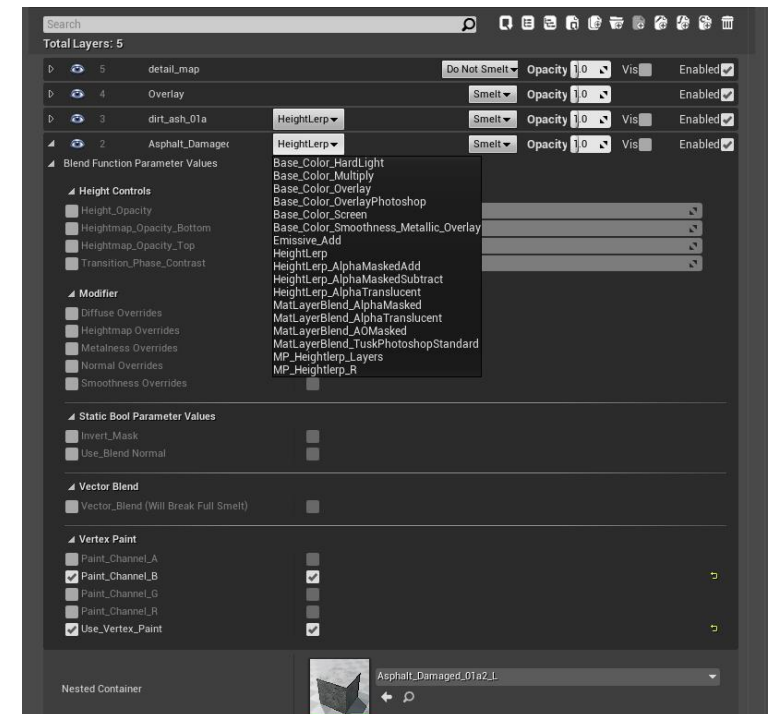 Search
Total Layers: 5
5 detail_map Do Not Smelt Opacity 1.0 Vis Enabled
4 Overlay Smelt Opacity 1.0 Enabled
3 dirt_ash_01a HeightLerp Smelt Opacity 1.0 Vis Enabled
2 Asphalt_Damagec HeightLerp Smelt Opacity 1.0 Vis Enabled
Blend Function Parameter Values
Base_Color_HardLight
Base_Color_Multiply
Base_Color_Overlay
Base_Color_OverlayPhotoshop
Base_Color_Screen
Base_Color_Smoothness_Metallic_Overlay
Emissive_Add
HeightLerp
HeightLerp_AlphaMaskedAdd
HeightLerp_AlphaMaskedSubtract
HeightLerp_AlphaTranslucent
MatLayerBlend_AlphaMasked
MatLayerBlend_AlphaTranslucent
MatLayerBlend_AOMasked
MatLayerBlend_TuskPhotoshopStandard
MP_Heightlerp_Layers
MP_Heightlerp_R
Height Controls
Height_Opacity
Heightmap_Opacity_Bottom
Heightmap_Opacity_Top
Transition_Phase_Contrast
Modifier
Diffuse Overrides
Heightmap Overrides
Metalness Overrides
Normal Overrides
Smoothness Overrides
Static Bool Parameter Values
Invert_Mask
Use_Blend Normal
Vector Blend
Vector_Blend (Will Break Full Smelt)
Vertex Paint
Paint_Channel_A
Paint_Channel_B
Paint_Channel_G
Paint_Channel_R
Use_Vertex_Paint
Nested Container
Asphalt_Damaged_01a2_L